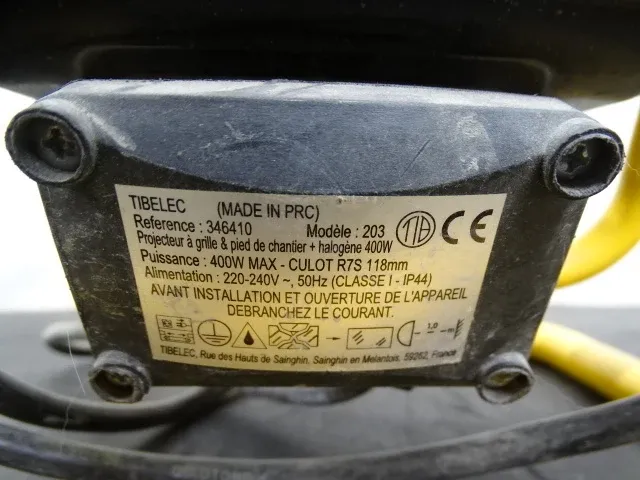 TIBELEC (MADE IN PRC)
Reference : 346410 Modèle : 203
Projecteur à grille & pied de chantier + halogène 400W
Puissance : 400W MAX - CULOT R7S 118mm
Alimentation : 220-240V ~, 50Hz (CLASSE I - IP44)
AVANT INSTALLATION ET OUVERTURE DE L'APPAREIL
DEBRANCHEZ LE COURANT.
1,0 m
TIBELEC, Rue des Hauts de Sainghin, Sainghin en Melantois, 59262, France